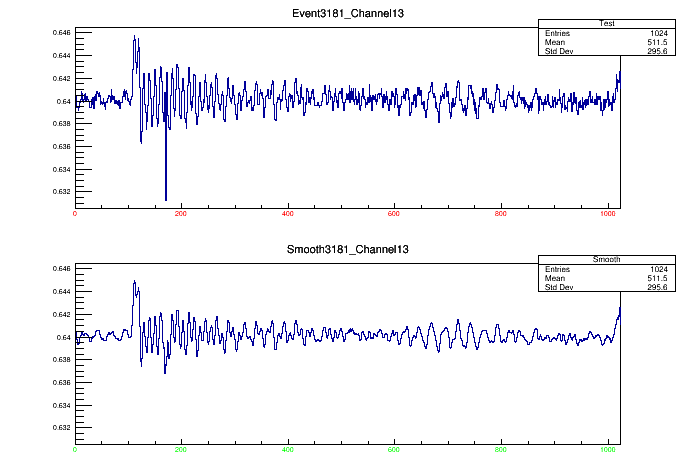 Event3181_Channel13
Test
Entries 1024
Mean 511.5
Std Dev 295.6
0.646
0.644
0.642
0.64
0.638
0.636
0.634
0.632
0 200 400 600 800 1000
Smooth3181_Channel13
Smooth
Entries 1024
Mean 511.5
Std Dev 295.6
0.646
0.644
0.642
0.64
0.638
0.636
0.634
0.632
0 200 400 600 800 1000